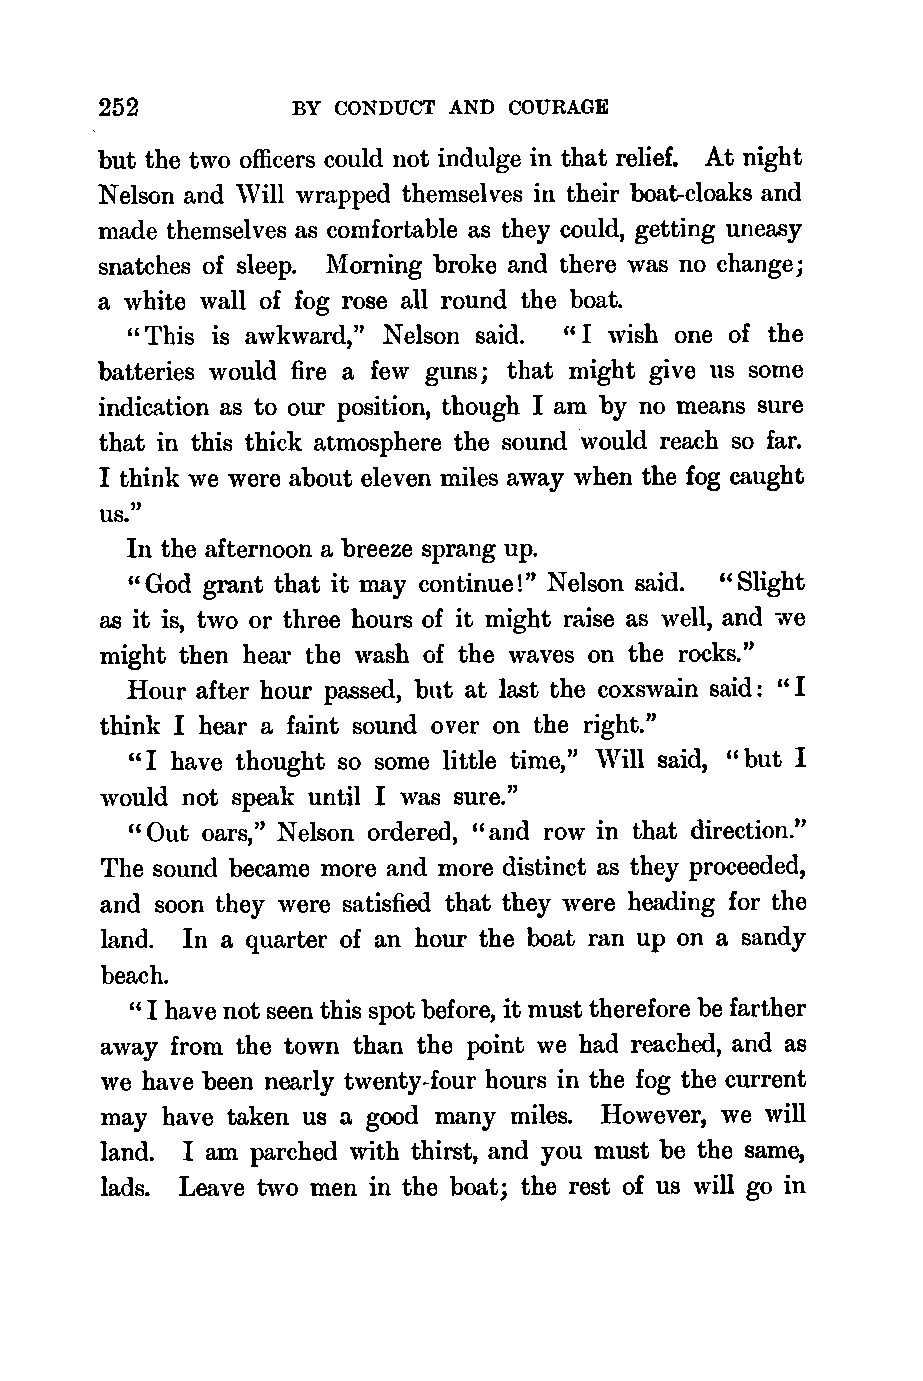 252 BY CONDUCT AND COURAGE
but the two officers could not indulge in that relief. At night
Nelson and Will wrapped themselves in their boat-cloaks and
made themselves as comfortable as they could, getting uneasy
snatches of sleep. Morning broke and there was no change;
a white wall of fog rose all round the boat.
“This is awkward,” Nelson said. “I wish one of the
batteries would fire a few guns; that might give us some
indication as to our position, though I am by no means sure
that in this thick atmosphere the sound would reach so far.
I think we were about eleven miles away when the fog caught
us.”
In the afternoon a breeze sprang up.
“God grant that it may continue!” Nelson said. “Slight
as it is, two or three hours of it might raise as well, and we
might then hear the wash of the waves on the rocks.”
Hour after hour passed, but at last the coxswain said: “I
think I hear a faint sound over on the right.”
“I have thought so some little time,” Will said, “but I
would not speak until I was sure.”
“Out oars,” Nelson ordered, “and row in that direction.”
The sound became more and more distinct as they proceeded,
and soon they were satisfied that they were heading for the
land. In a quarter of an hour the boat ran up on a sandy
beach.
“I have not seen this spot before, it must therefore be farther
away from the town than the point we had reached, and as
we have been nearly twenty-four hours in the fog the current
may have taken us a good many miles. However, we will
land. I am parched with thirst, and you must be the same,
lads. Leave two men in the boat; the rest of us will go in